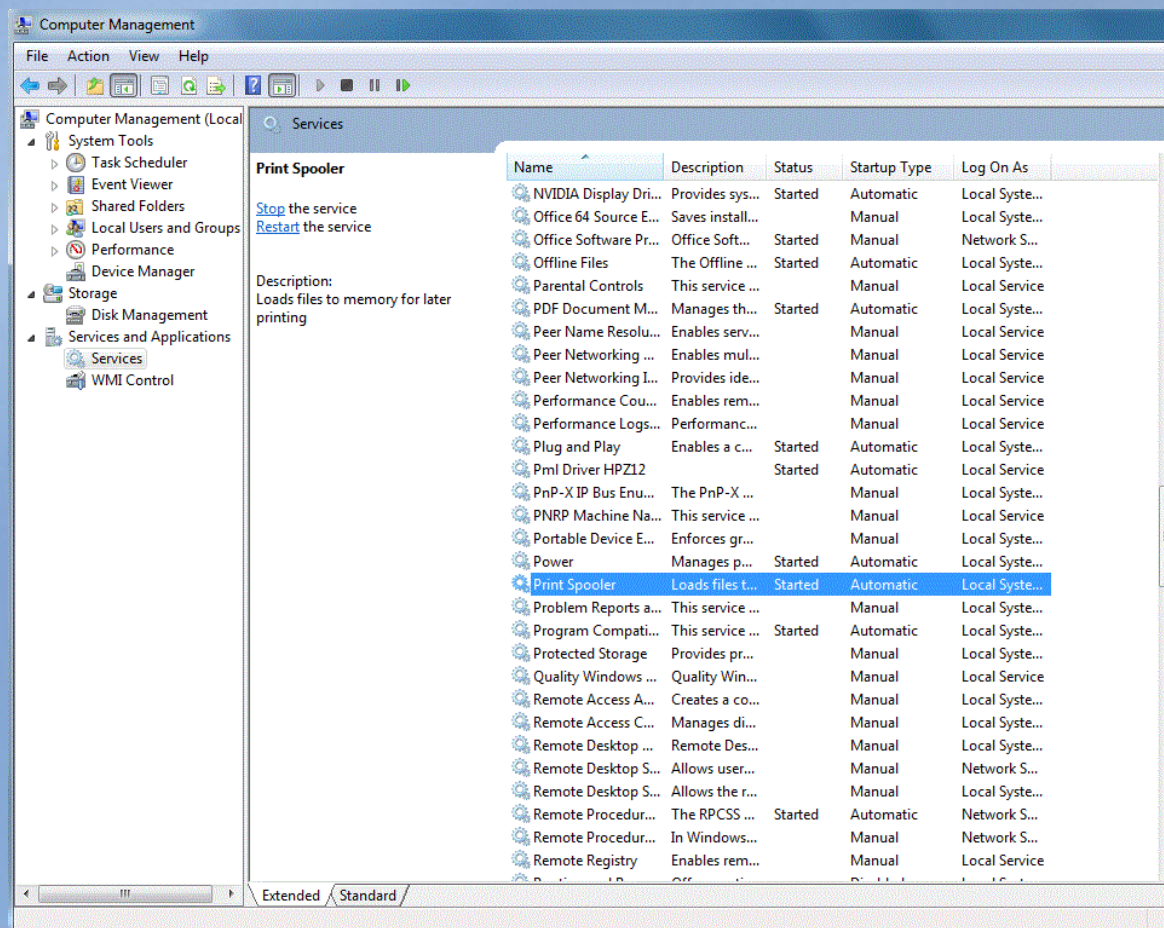 Computer Management
File Action View Help
Computer Management (Local
System Tools
Task Scheduler
Event Viewer
Shared Folders
Local Users and Groups
Performance
Device Manager
Storage
Disk Management
Services and Applications
Services
WMI Control
Services
Print Spooler
Stop the service
Restart the service
Description:
Loads files to memory for later
printing
Name Description Status Startup Type Log On As
NVIDIA Display Dri... Provides sys... Started Automatic Local Syste...
Office 64 Source E... Saves install... Manual Local Syste...
Office Software Pr... Office Soft... Started Manual Network S...
Offline Files The Offline ... Started Automatic Local Syste...
Parental Controls This service ... Manual Local Service
PDF Document M... Manages th... Started Automatic Local Syste...
Peer Name Resolu... Enables serv... Manual Local Service
Peer Networking ... Enables mul... Manual Local Service
Peer Networking I... Provides ide... Manual Local Service
Performance Cou... Enables rem... Manual Local Service
Performance Logs... Performanc... Manual Local Service
Plug and Play Enables a c... Started Automatic Local Syste...
Pml Driver HPZ12 Started Automatic Local Service
PnP-X IP Bus Enu... The PnP-X ... Manual Local Syste...
PNRP Machine Na... This service ... Manual Local Service
Portable Device E... Enforces gr... Manual Local Syste...
Power Manages p... Started Automatic Local Syste...
Print Spooler Loads files t... Started Automatic Local Syste...
Problem Reports a... This service ... Manual Local Syste...
Program Compati... This service ... Started Automatic Local Syste...
Protected Storage Provides pr... Manual Local Syste...
Quality Windows ... Quality Win... Manual Local Service
Remote Access A... Creates a co... Manual Local Syste...
Remote Access C... Manages di... Manual Local Syste...
Remote Desktop ... Remote Des... Manual Local Syste...
Remote Desktop S... Allows user... Manual Network S...
Remote Desktop S... Allows the r... Manual Local Syste...
Remote Procedur... The RPCSS ... Started Automatic Network S...
Remote Procedur... In Windows... Manual Network S...
Remote Registry Enables rem... Manual Local Service
Extended Standard